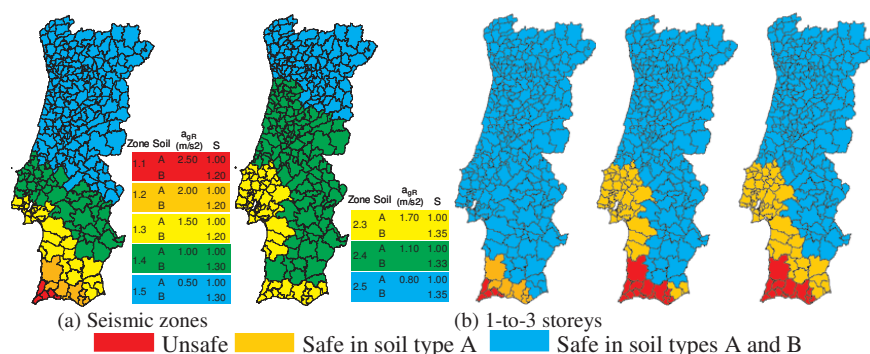 Zone Soil agR (m/s2) S
1.1 A 2.50 1.00
B 1.20
1.2 A 2.00 1.00
B 1.20
1.3 A 1.50 1.00
B 1.20
1.4 A 1.00 1.00
B 1.30
1.5 A 0.50 1.00
B 1.30
Zone Soil agR (m/s2) S
2.3 A 1.70 1.00
B 1.35
2.4 A 1.10 1.00
B 1.33
2.5 A 0.80 1.00
B 1.35
(a) Seismic zones
(b) 1-to-3 storeys
Unsafe Safe in soil type A Safe in soil types A and B